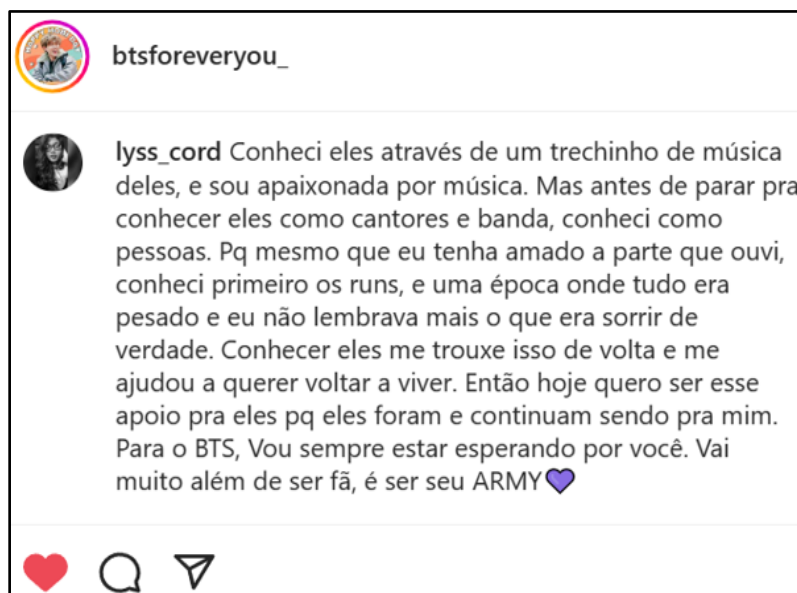 btsforeveryou_
lyss_cord Conheci eles através de um trechinho de música
deles, e sou apaixonada por música. Mas antes de parar pra
conhecer eles como cantores e banda, conheci como
pessoas. Pq mesmo que eu tenha amado a parte que ouvi,
conheci primeiro os runs, e uma época onde tudo era
pesado e eu não lembrava mais o que era sorrir de
verdade. Conhecer eles me trouxe isso de volta e me
ajudou a querer voltar a viver. Então hoje quero ser esse
apoio pra eles pq eles foram e continuam sendo pra mim.
Para o BTS, Vou sempre estar esperando por você. Vai
muito além de ser fã, é ser seu ARMY💜